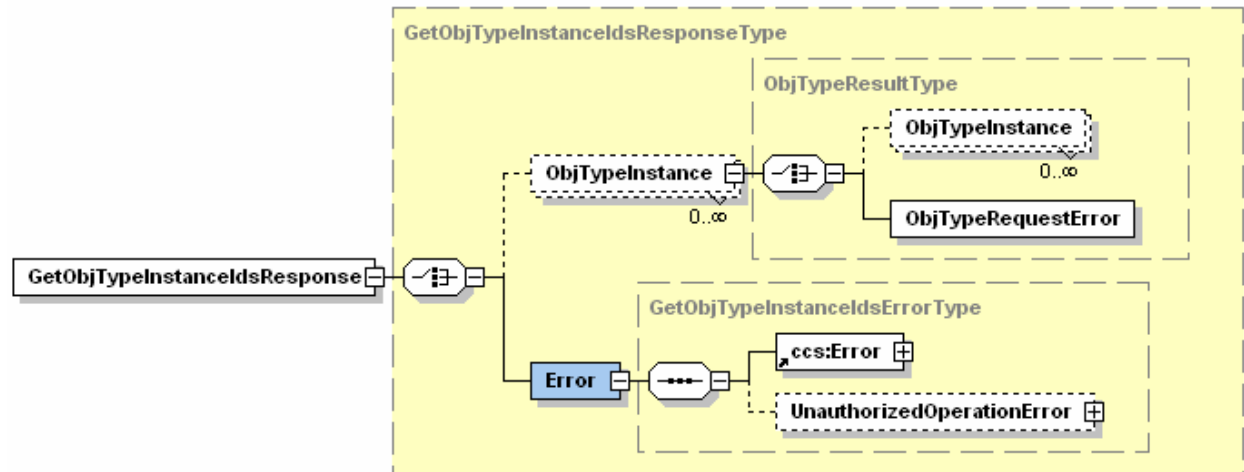 GetObjTypeInstanceIdsResponseType
ObjTypeResultType
ObjTypeInstance
0..∞
ObjTypeInstance
0..∞
ObjTypeRequestError
GetObjTypeInstanceIdsResponse
GetObjTypeInstanceIdsErrorType
ccs:Error
Error
UnauthorizedOperationError